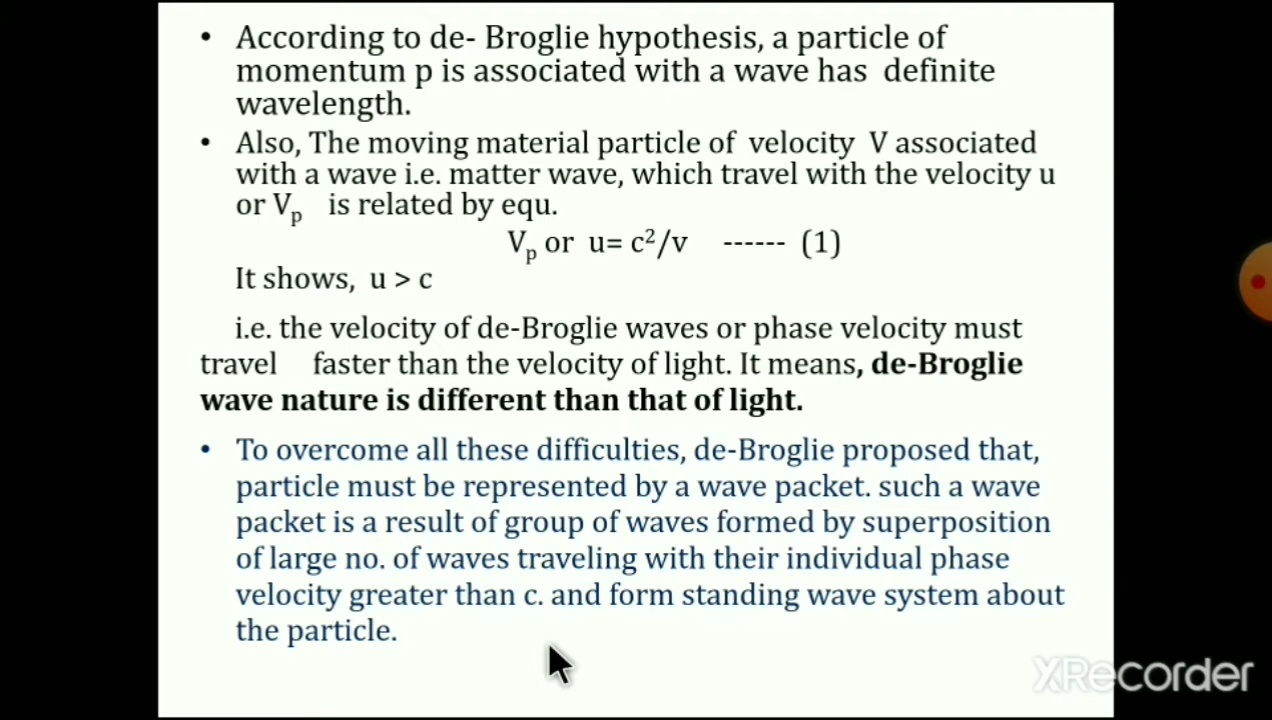 • According to de- Broglie hypothesis, a particle of
momentum p is associated with a wave has definite
wavelength.
• Also, The moving material particle of velocity V associated
with a wave i.e. matter wave, which travel with the velocity u
or Vₚ is related by equ.
Vₚ or u= c²/v ------ (1)
It shows, u > c
i.e. the velocity of de-Broglie waves or phase velocity must
travel faster than the velocity of light. It means, de-Broglie
wave nature is different than that of light.
• To overcome all these difficulties, de-Broglie proposed that,
particle must be represented by a wave packet. such a wave
packet is a result of group of waves formed by superposition
of large no. of waves traveling with their individual phase
velocity greater than c. and form standing wave system about
the particle.
XRecorder